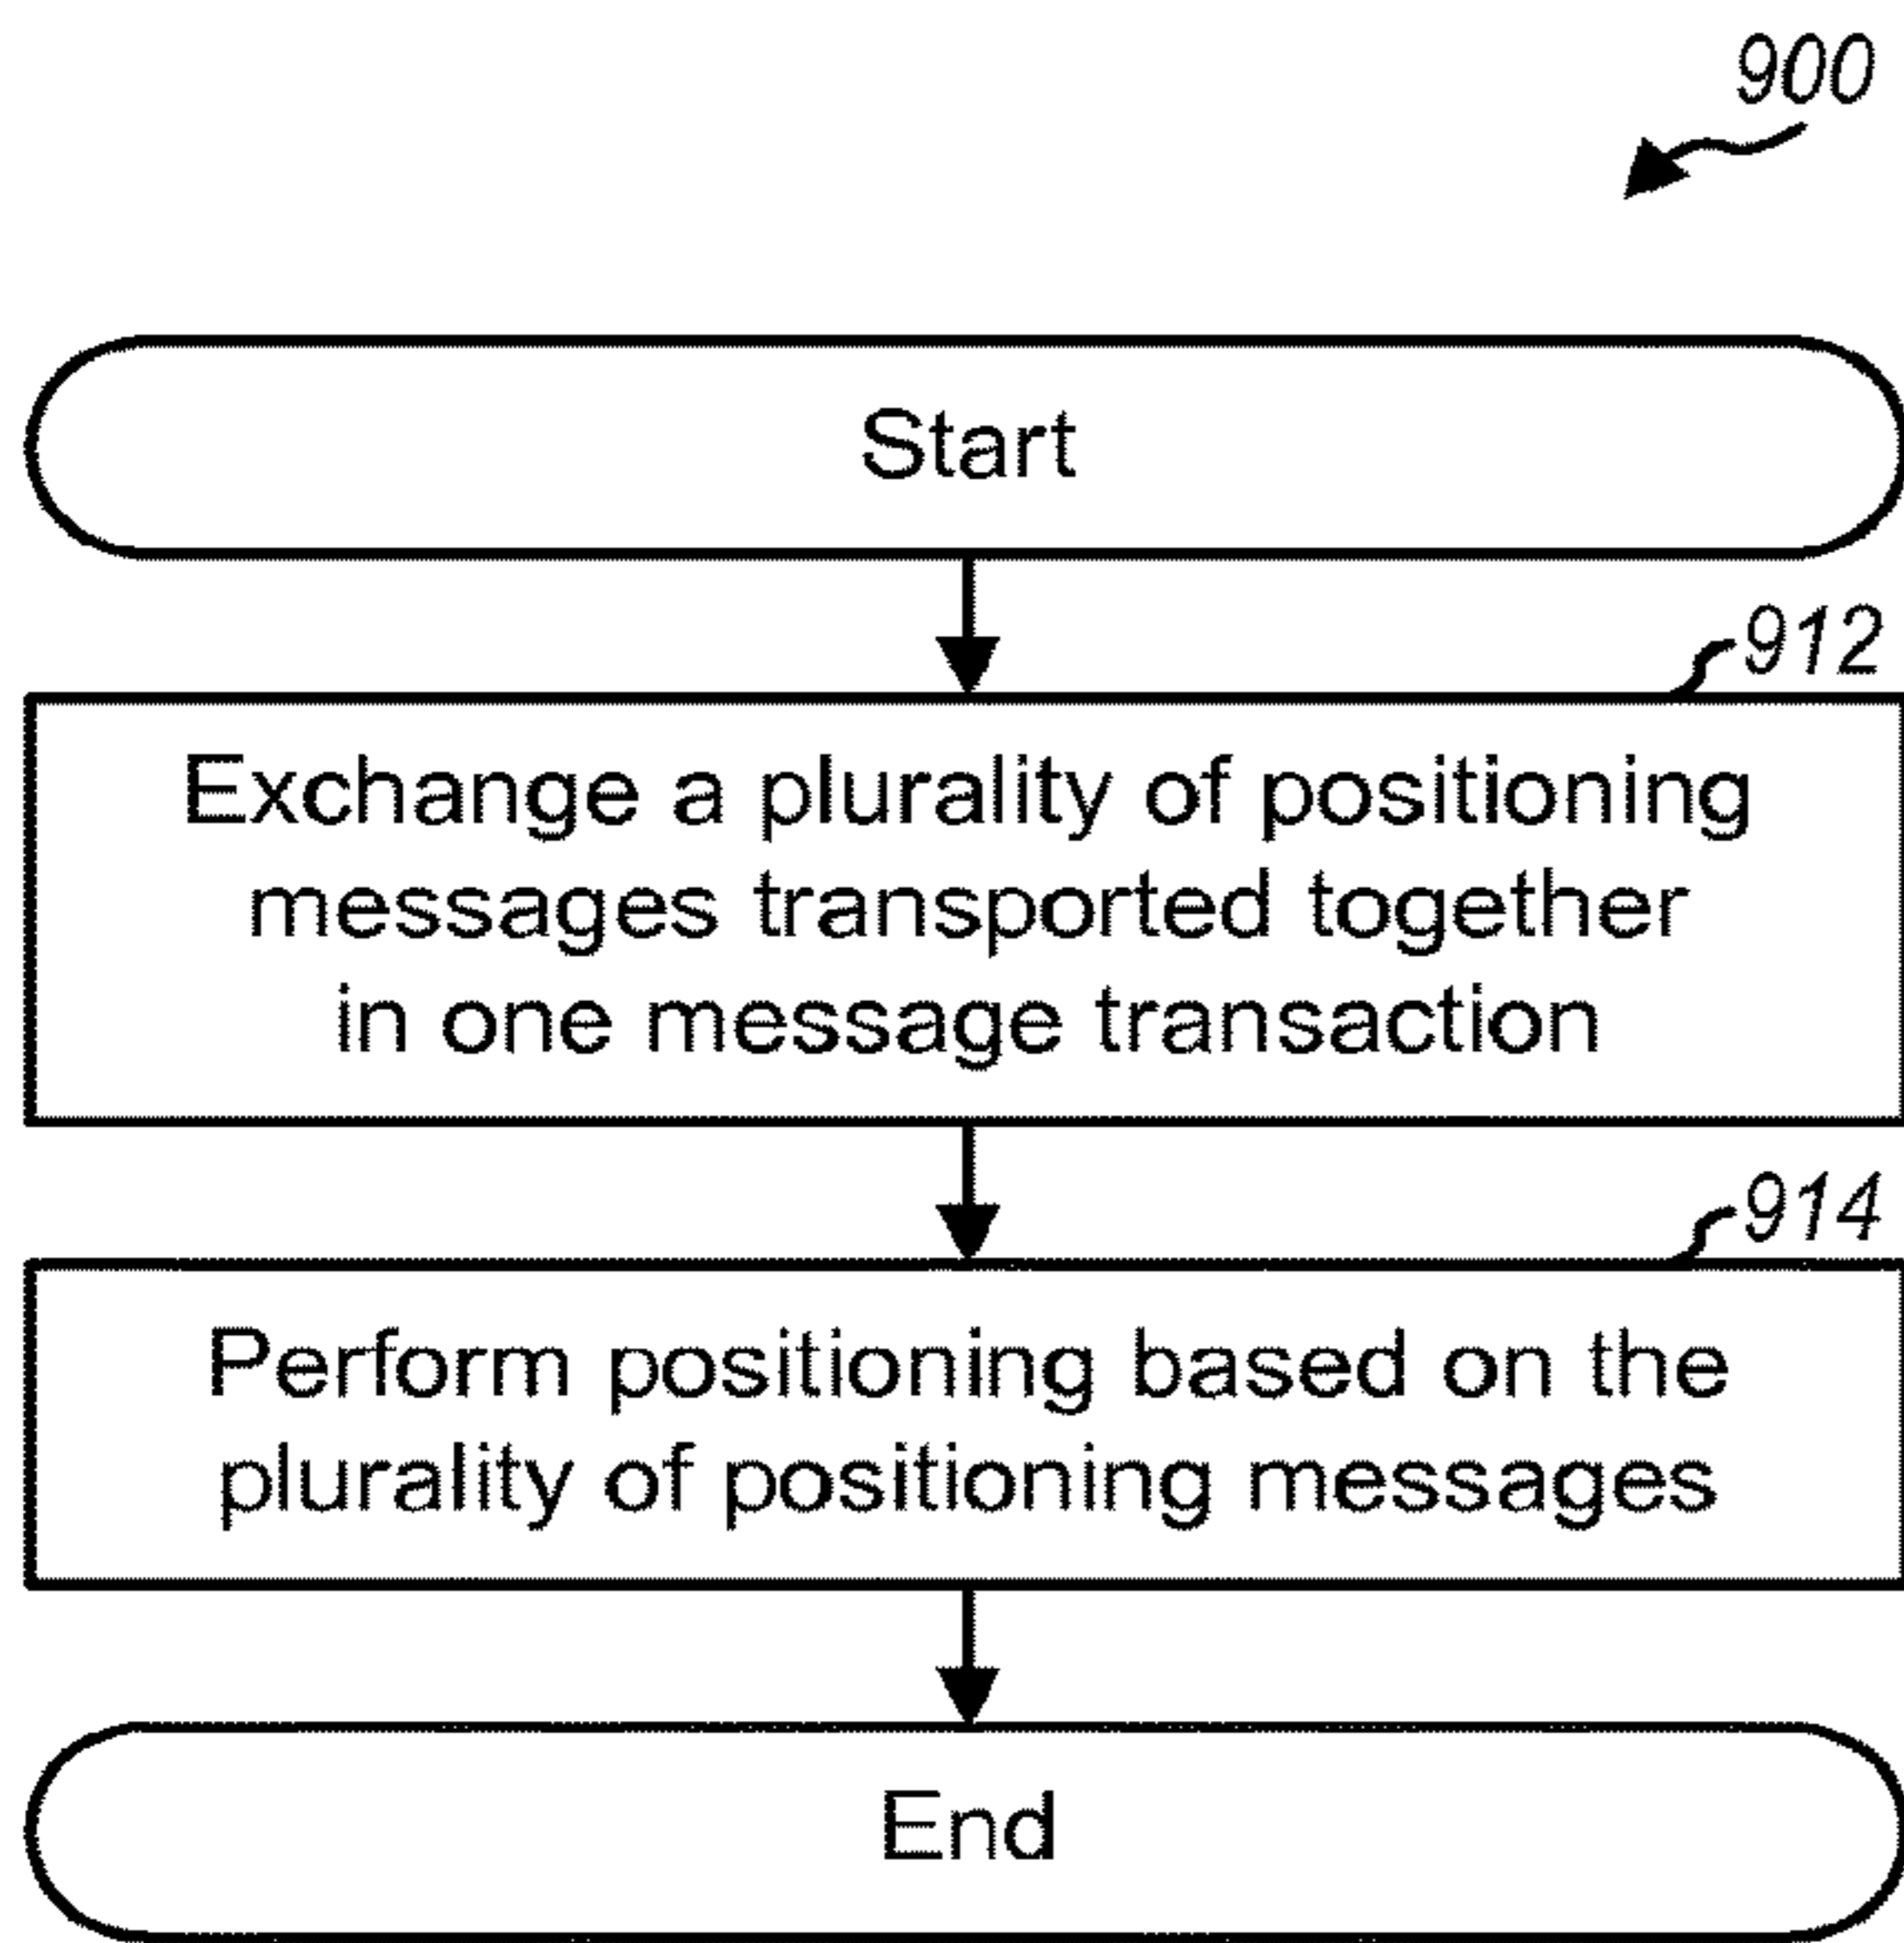 900
Start
912
Exchange a plurality of positioning
messages transported together
in one message transaction
914
Perform positioning based on the
plurality of positioning messages
End